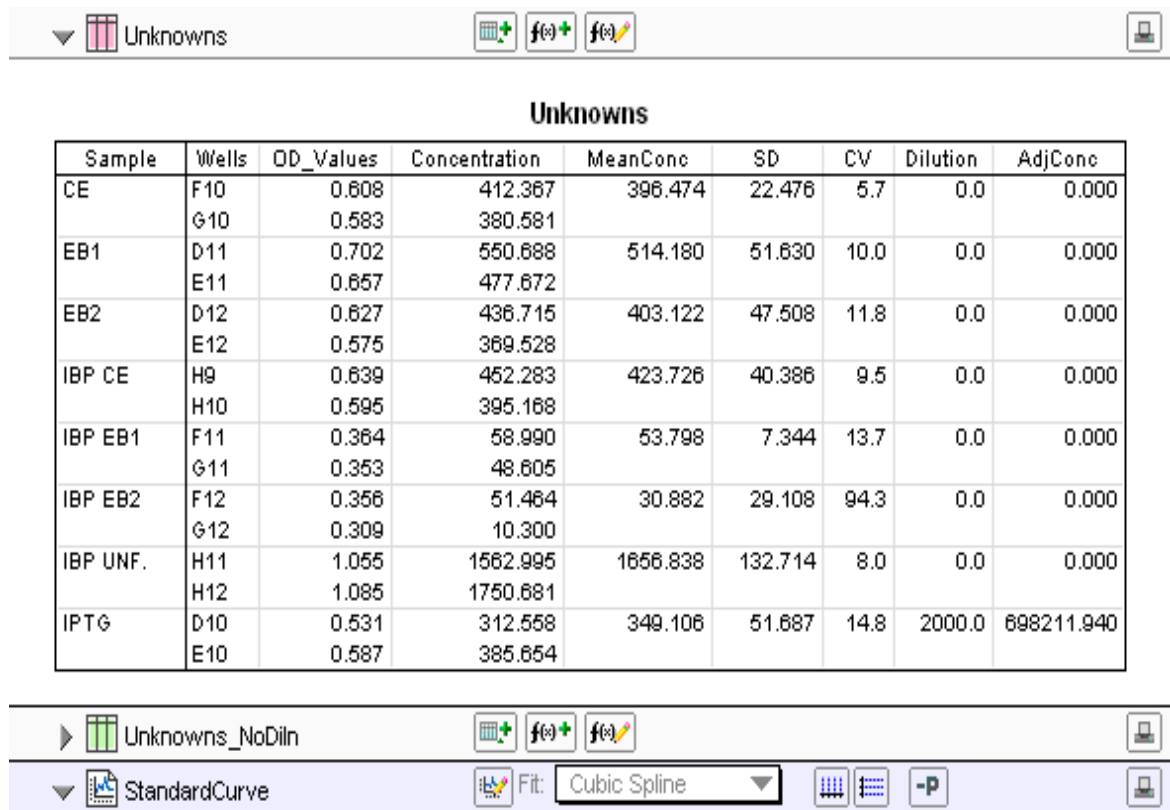 Unknowns
f(x)+ f(x)
Unknowns
Sample Wells OD_Values Concentration MeanConc SD CV Dilution AdjConc
CE F10 0.608 412.367 396.474 22.476 5.7 0.0 0.000
G10 0.583 380.581
EB1 D11 0.702 550.688 514.180 51.630 10.0 0.0 0.000
E11 0.657 477.672
EB2 D12 0.627 436.715 403.122 47.508 11.8 0.0 0.000
E12 0.575 369.528
IBP CE H9 0.639 452.283 423.726 40.386 9.5 0.0 0.000
H10 0.595 395.168
IBP EB1 F11 0.364 58.990 53.798 7.344 13.7 0.0 0.000
G11 0.353 48.605
IBP EB2 F12 0.356 51.464 30.882 29.108 94.3 0.0 0.000
G12 0.309 10.300
IBP UNF. H11 1.055 1562.995 1656.838 132.714 8.0 0.0 0.000
H12 1.085 1750.681
IPTG D10 0.531 312.558 349.106 51.687 14.8 2000.0 698211.940
E10 0.587 385.654
Unknowns_NoDiln f(x)+ f(x)
StandardCurve Fit: Cubic Spline -P